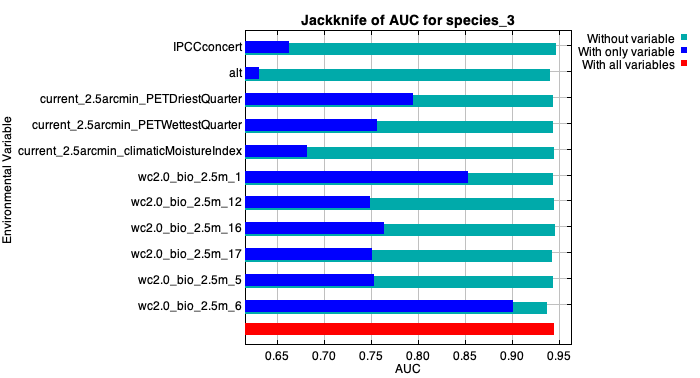 Jackknife of AUC for species_3
Without variable
With only variable
With all variables
Environmental Variable
IPCCconcert
alt
current_2.5arcmin_PETDriestQuarter
current_2.5arcmin_PETWettestQuarter
current_2.5arcmin_climaticMoistureIndex
wc2.0_bio_2.5m_1
wc2.0_bio_2.5m_12
wc2.0_bio_2.5m_16
wc2.0_bio_2.5m_17
wc2.0_bio_2.5m_5
wc2.0_bio_2.5m_6
0.65 0.70 0.75 0.80 0.85 0.90 0.95
AUC